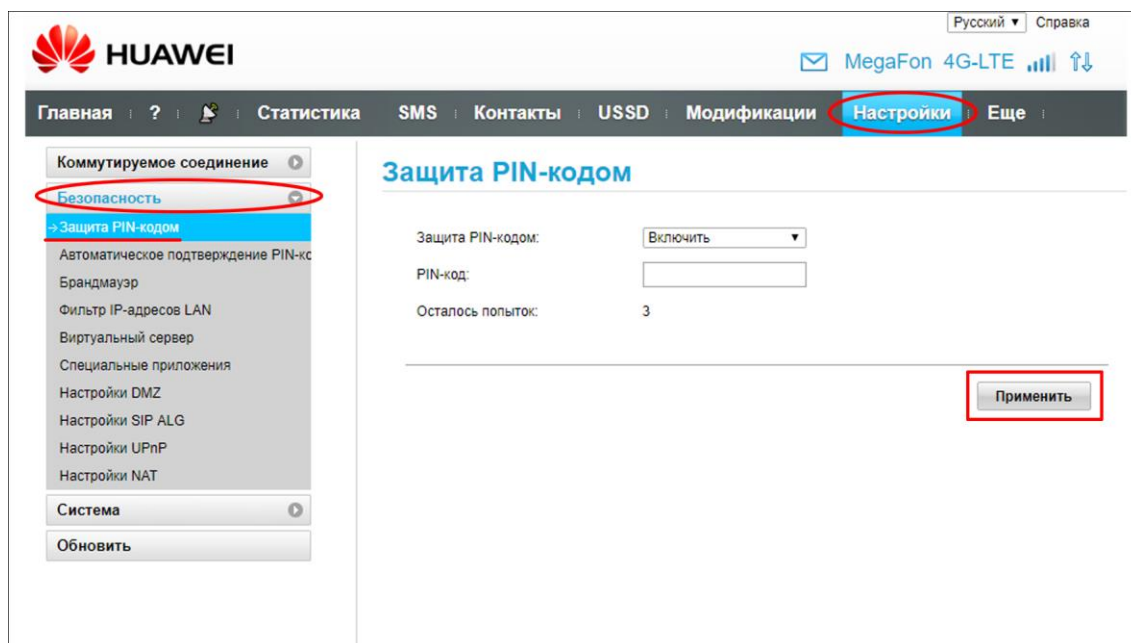 Русский Справка
HUAWEI
MegaFon 4G-LTE
Главная ? Статистика SMS Контакты USSD Модификации Настройки Еще
Коммутируемое соединение
Безопасность
→Защита PIN-кодом
Автоматическое подтверждение PIN-кс
Брандмауэр
Фильтр IP-адресов LAN
Виртуальный сервер
Специальные приложения
Настройки DMZ
Настройки SIP ALG
Настройки UPnP
Настройки NAT
Система
Обновить
Защита PIN-кодом
Защита PIN-кодом: Включить
PIN-код:
Осталось попыток: 3
Применить